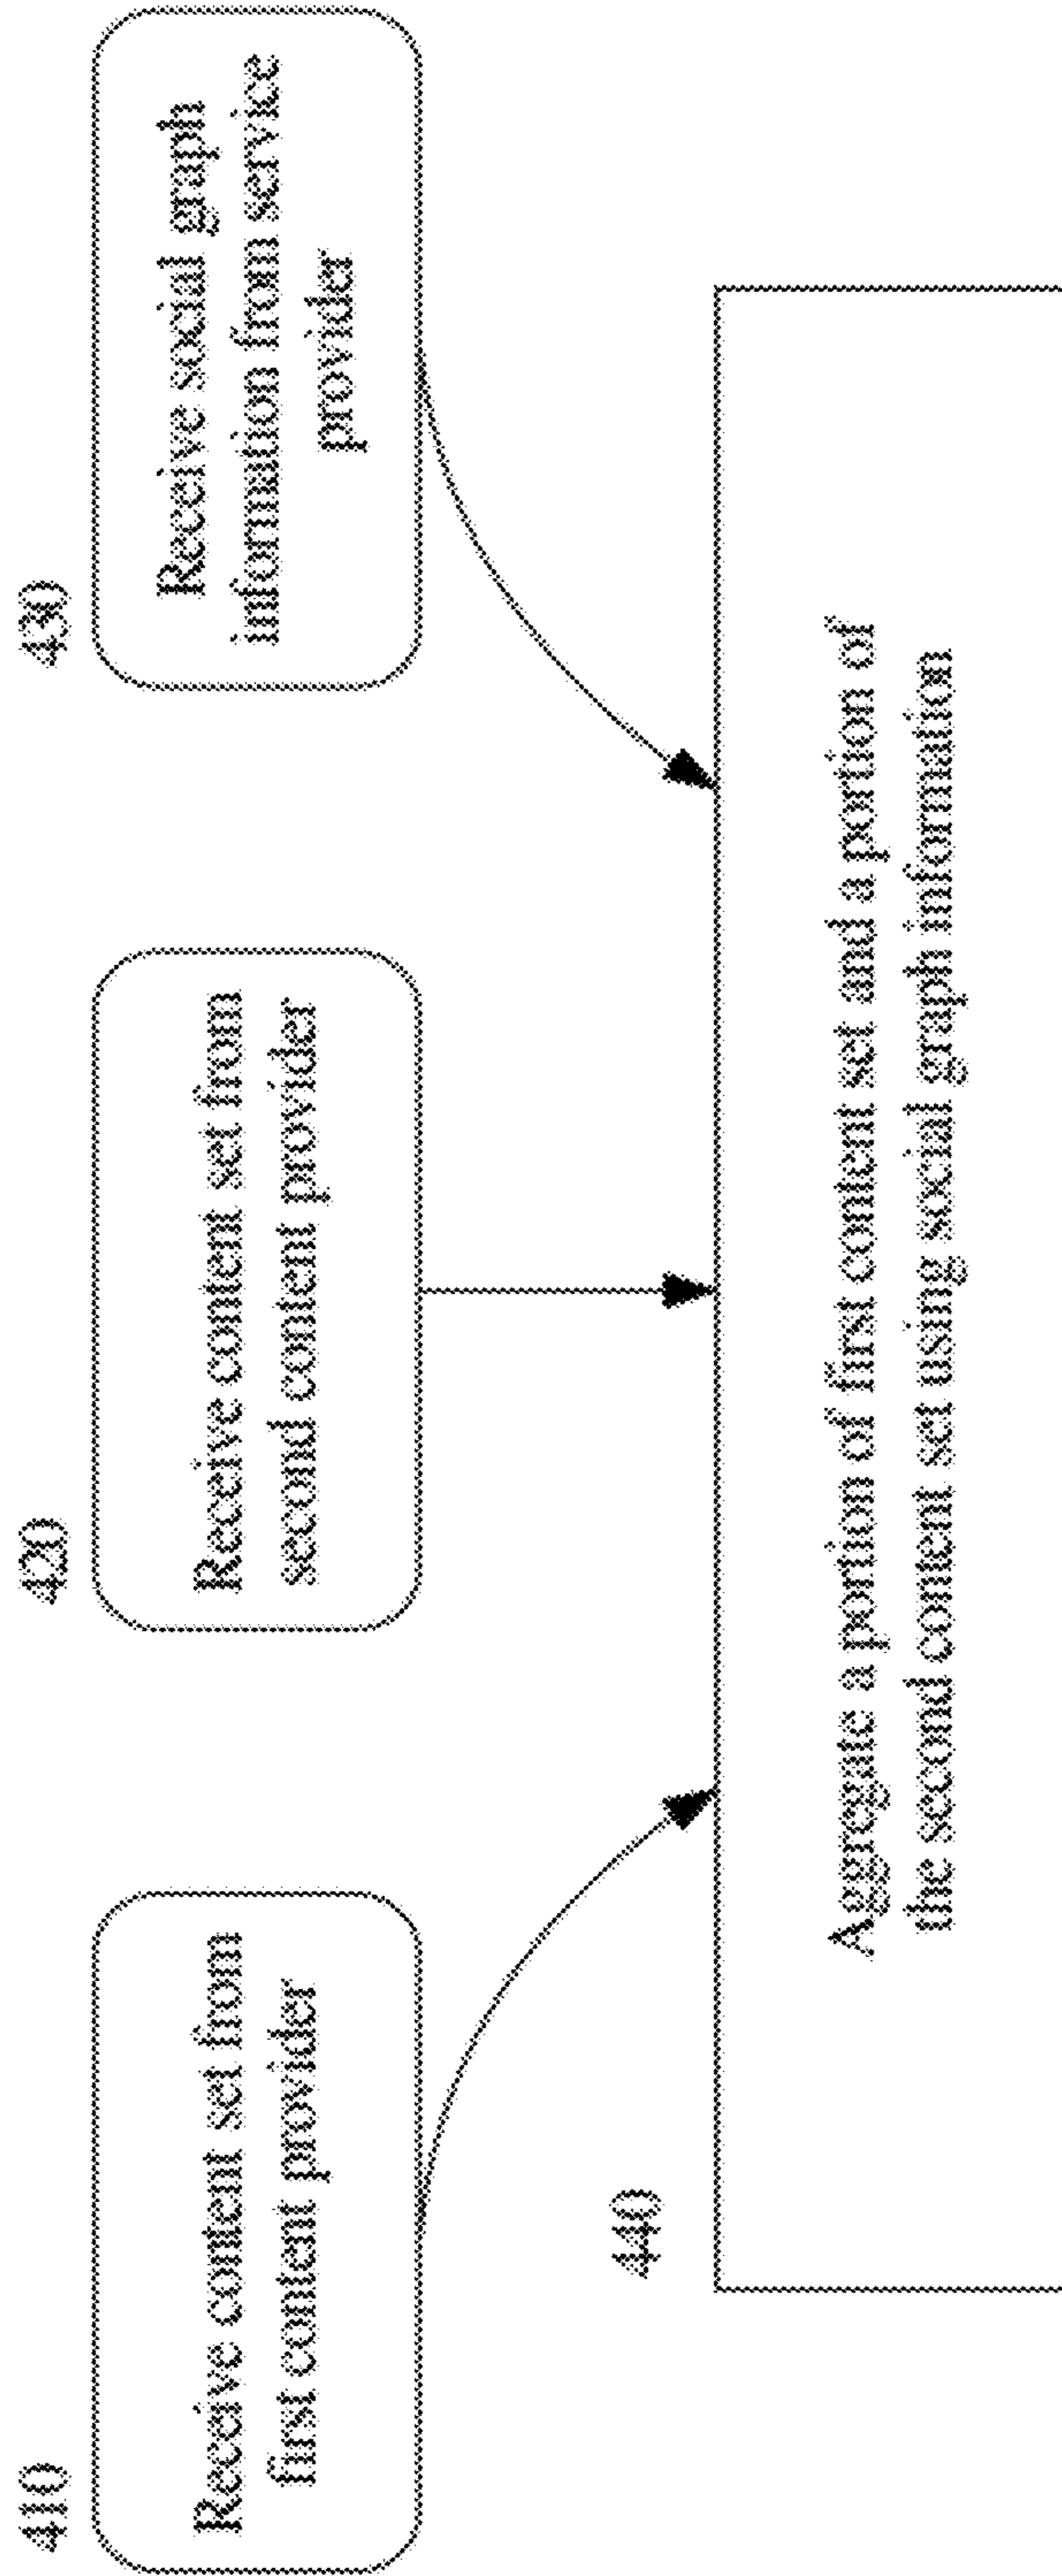 410
Receive content set from
first content provider
420
Receive content set from
second content provider
430
Receive social graph
information from service
provider
440
Aggregate a portion of first content set and a portion of
the second content set using social graph information